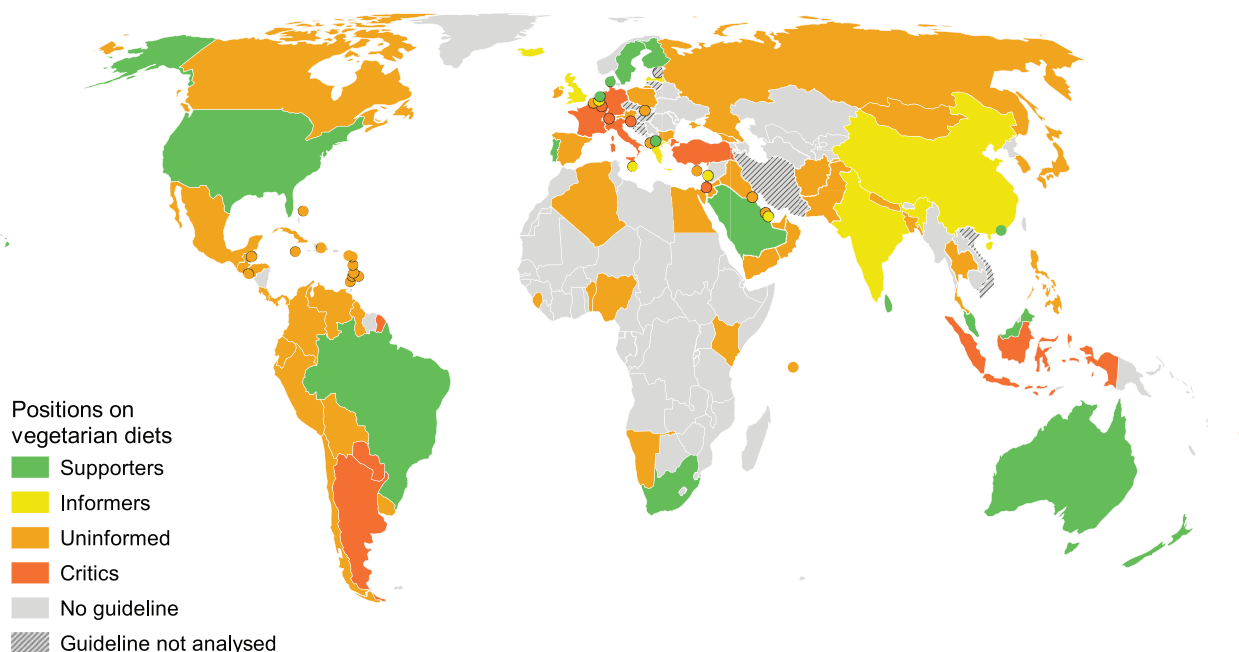 Positions on
vegetarian diets
Supporters
Informers
Uninformed
Critics
No guideline
Guideline not analysed